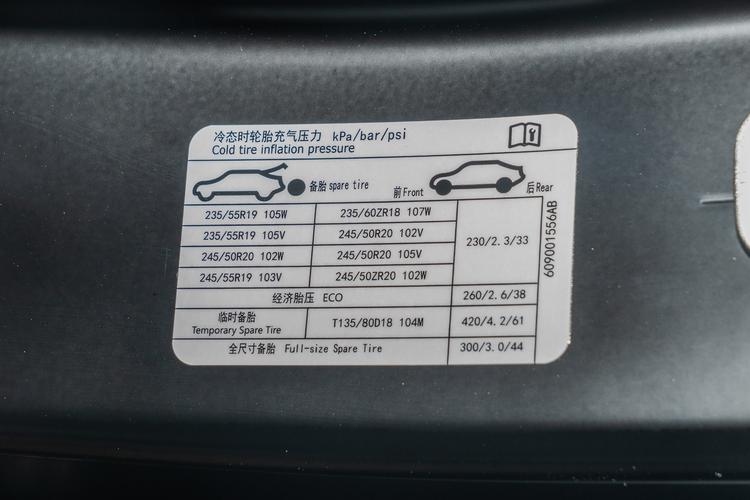 冷态时轮胎充气压力 kPa/bar/psi
Cold tire inflation pressure
备胎 spare tire 前Front 后Rear
235/55R19 105W 235/60ZR18 107W
235/55R19 105V 245/50R20 102V
230/2.3/33
245/50R20 102W 245/50R20 105V
245/55R19 103V 245/50ZR20 102W
经济胎压 ECO 260/2.6/38
临时备胎
Temporary Spare Tire T135/80D18 104M 420/4.2/61
全尺寸备胎 Full-size Spare Tire 300/3.0/44
609001556AB